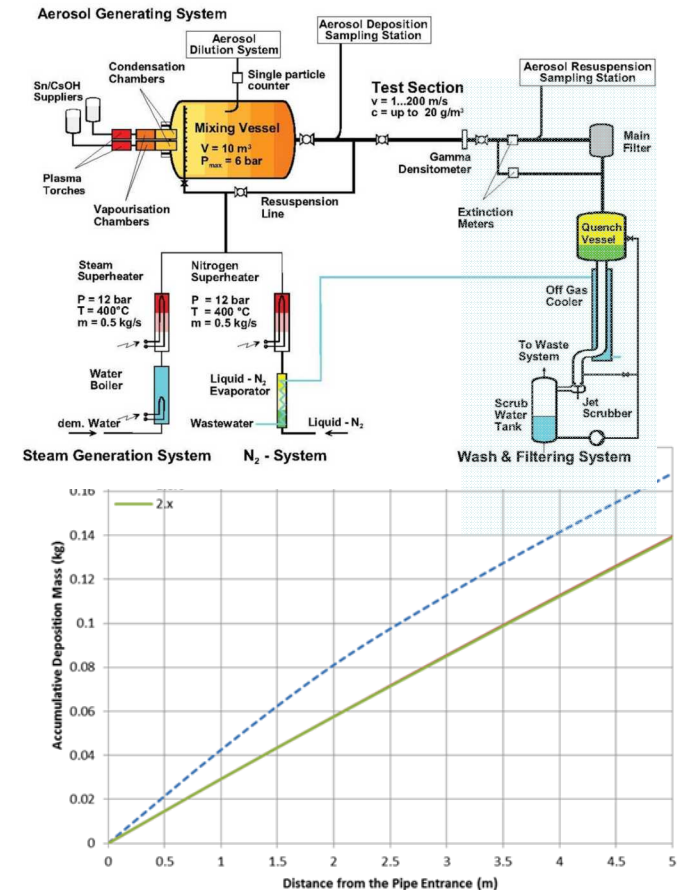 Aerosol Generating System
Aerosol
Dilution System
Aerosol Deposition
Sampling Station
Condensation
Chambers
Single particle
counter
Aerosol Resuspension
Sampling Station
Sn/CsOH
Suppliers
Test Section
v = 1...200 m/s
c = up to 20 g/m³
Mixing Vessel
V = 10 m³
Pmax = 6 bar
Main
Filter
Gamma
Densitometer
Plasma
Torches
Vapourisation
Chambers
Resuspension
Line
Extinction
Meters
Quench
Vessel
Steam
Superheater
P = 12 bar
T = 400°C
m = 0.5 kg/s
Nitrogen
Superheater
P = 12 bar
T = 400 °C
m = 0.5 kg/s
Off Gas
Cooler
To Waste
System
Water
Boiler
Liquid - N₂
Evaporator
Scrub
Water
Tank
Jet
Scrubber
dem. Water
Wastewater
Liquid - N₂
Steam Generation System
N₂ - System
Wash & Filtering System
0.16
2.x
0.14
0.12
0.1
0.08
0.06
0.04
0.02
0
Accumulative Deposition Mass (kg)
0 0.5 1 1.5 2 2.5 3 3.5 4 4.5 5
Distance from the Pipe Entrance (m)